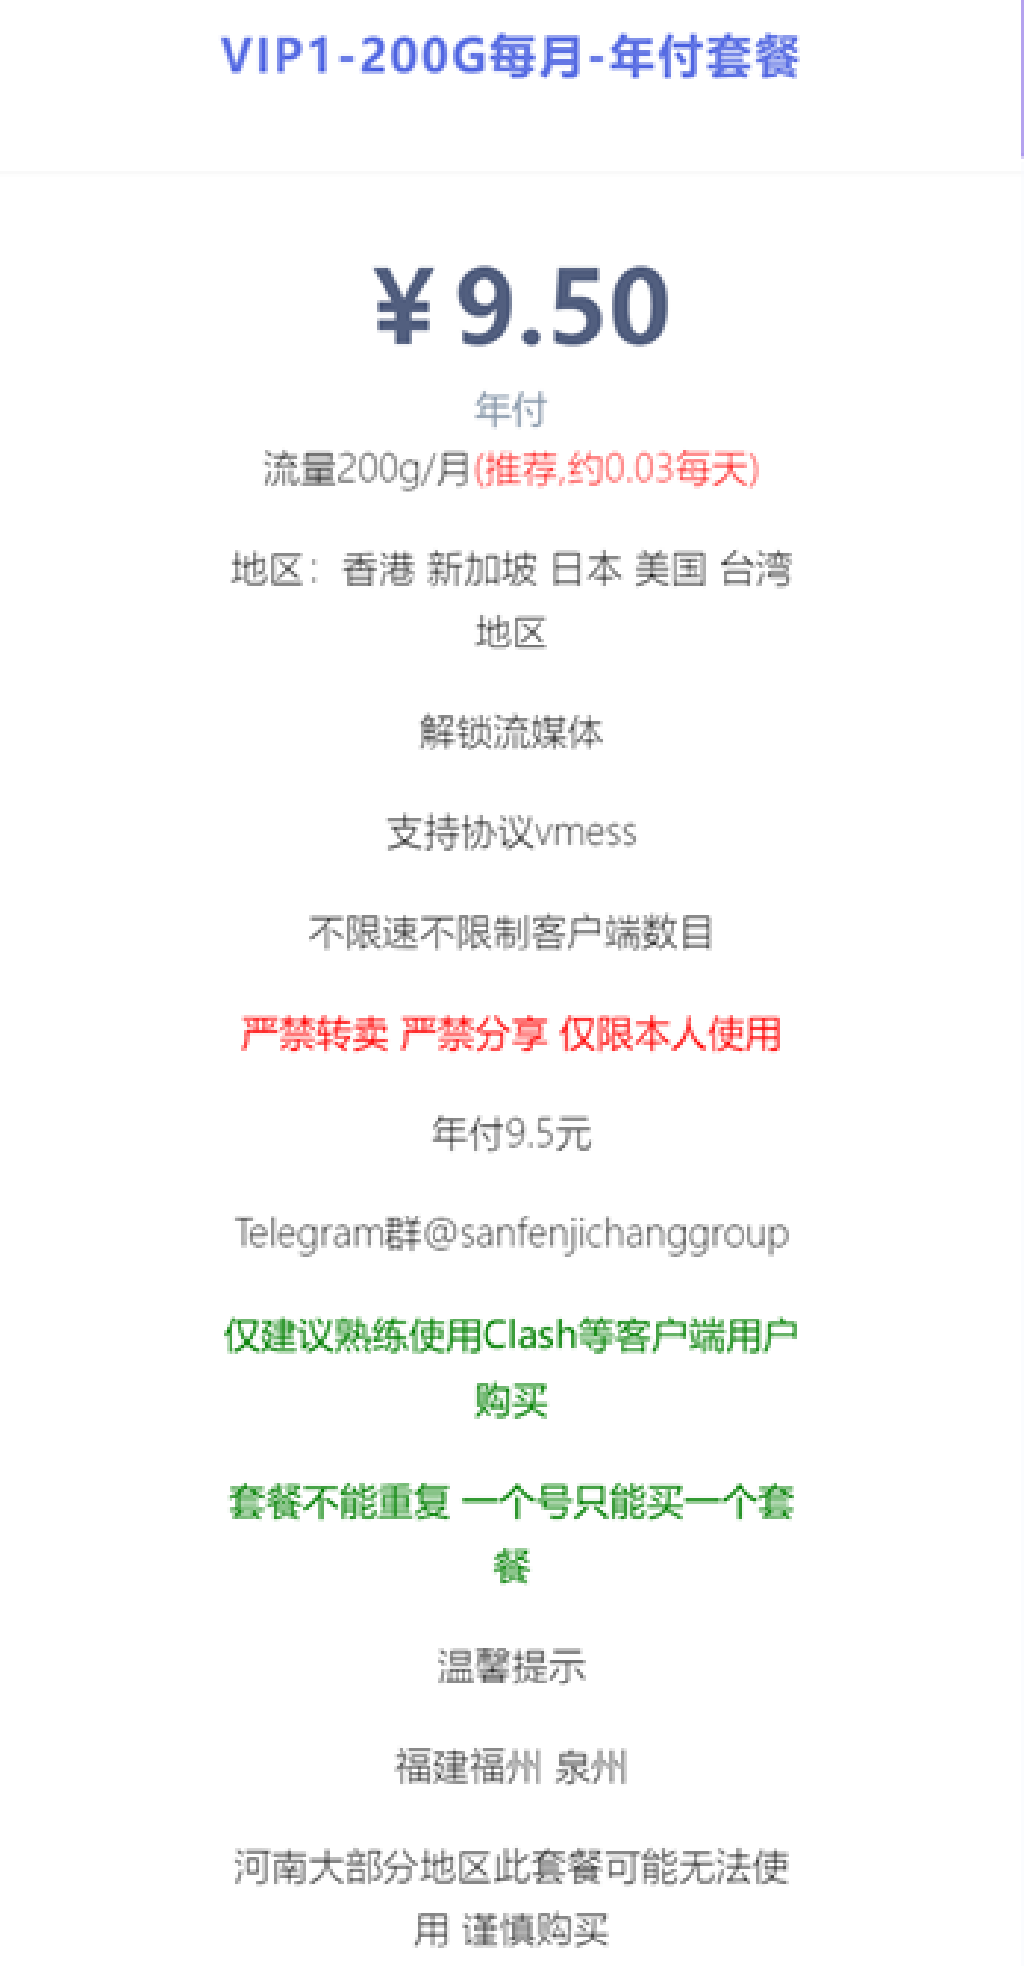 VIP1-200G每月-年付套餐
¥9.50
年付
流量200g/月(推荐,约0.03每天)
地区：香港 新加坡 日本 美国 台湾
地区
解锁流媒体
支持协议vmess
不限速不限制客户端数目
严禁转卖 严禁分享 仅限本人使用
年付9.5元
Telegram群@sanfenjichanggroup
仅建议熟练使用Clash等客户端用户
购买
套餐不能重复 一个号只能买一个套
餐
温馨提示
福建福州 泉州
河南大部分地区此套餐可能无法使
用 谨慎购买